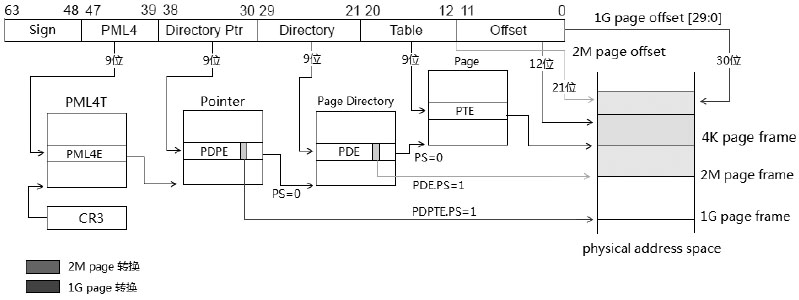 63 48 47 39 38 30 29 21 20 12 11 0
Sign PML4 Directory Ptr Directory Table Offset
1G page offset [29:0]
2M page offset
9位 9位 9位 9位 12位 21位 30位
PML4T
Pointer
Page Directory
Page
PML4E
PDPE
PDE
PTE
PS=0
PS=0
PDE.PS=1
PDPTE.PS=1
CR3
4K page frame
2M page frame
1G page frame
physical address space
2M page 转换
1G page 转换